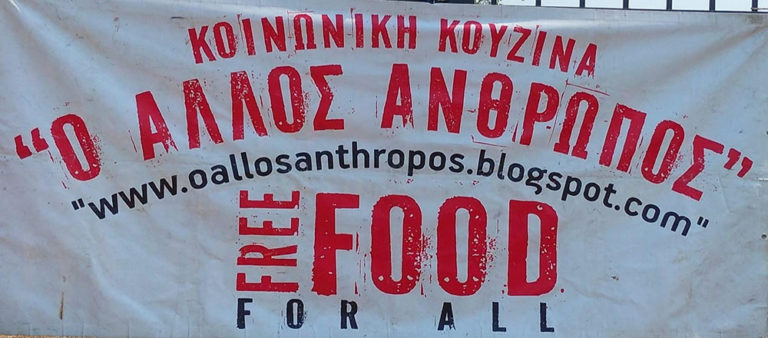 ΚΟΙΝΩΝΙΚΗ ΚΟΥΖΙΝΑ
“Ο ΑΛΛΟΣ ΑΝΘΡΩΠΟΣ”
"www.oallosanthropos.blogspot.com"
FREE FOOD
FOR ALL